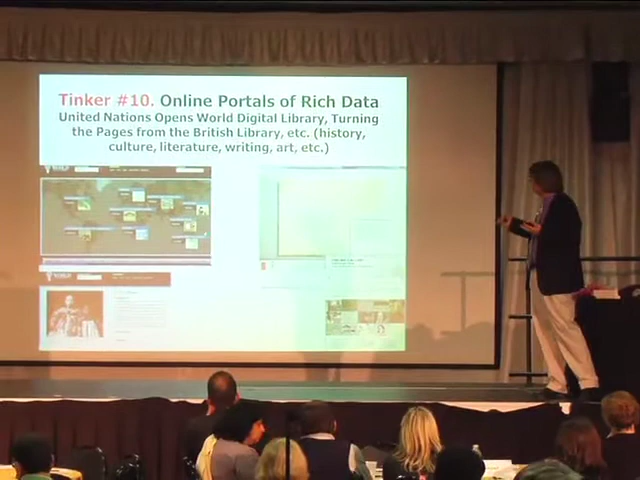 Tinker #10. Online Portals of Rich Data
United Nations Opens World Digital Library, Turning
the Pages from the British Library, etc. (history,
culture, literature, writing, art, etc.)